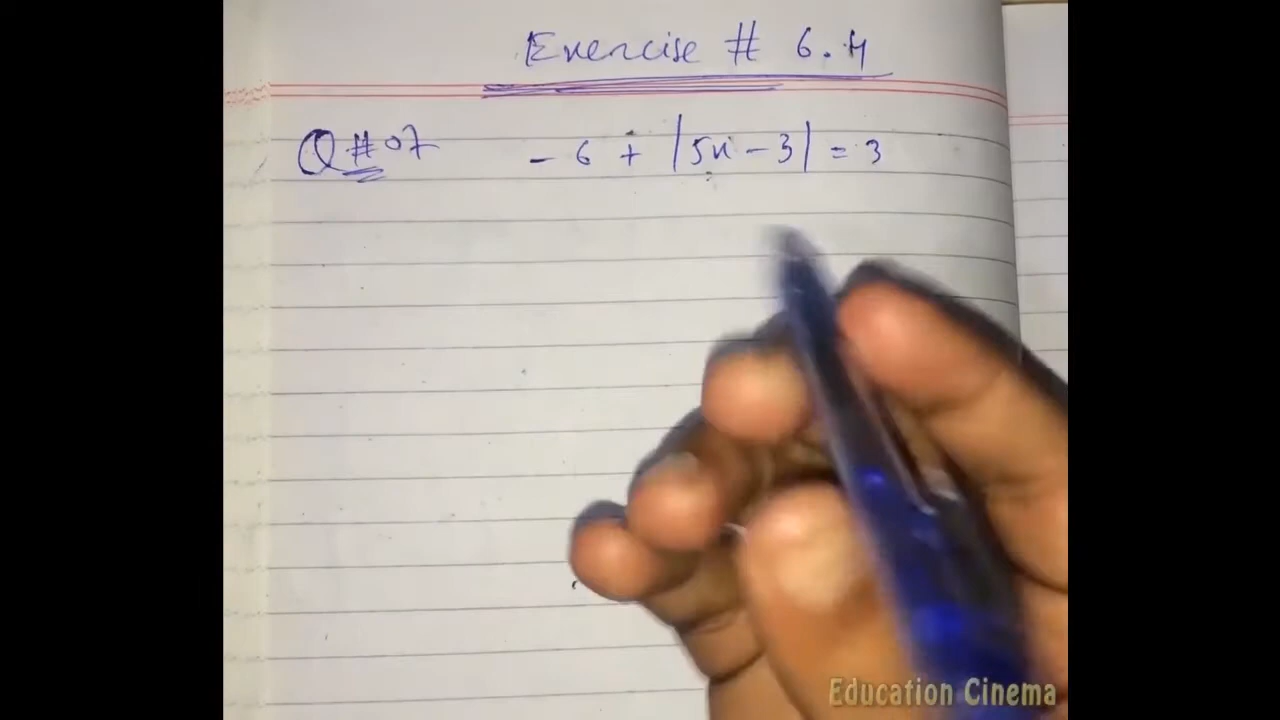 Exercise # 6.4
Q # 07 - 6 + |5x - 3| = 3
Education Cinema